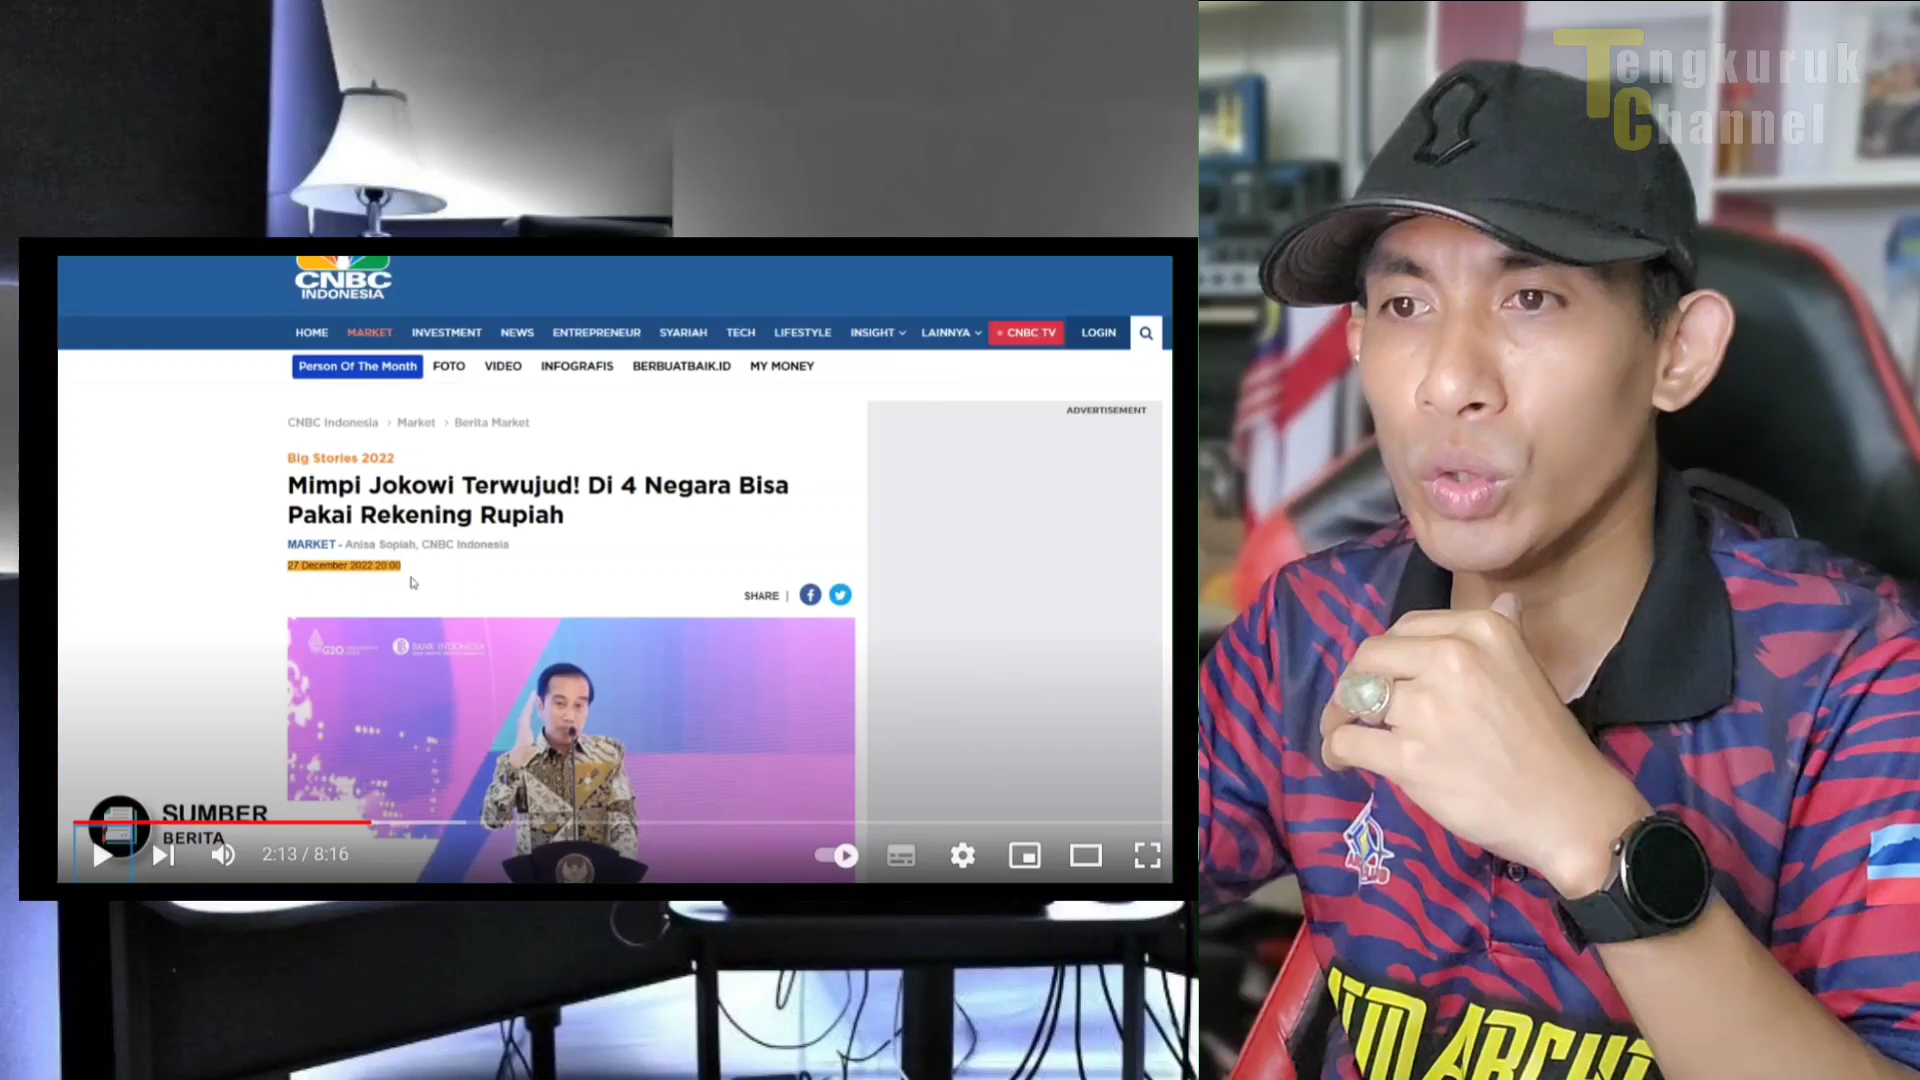 Tengkuruk
Channel
CNBC
INDONESIA
HOME MARKET INVESTMENT NEWS ENTREPRENEUR SYARIAH TECH LIFESTYLE INSIGHT LAINNYA CNBC TV LOGIN
Person Of The Month FOTO VIDEO INFOGRAFIS BERBUATBAIK.ID MY MONEY
CNBC Indonesia > Market > Berita Market
ADVERTISEMENT
Big Stories 2022
Mimpi Jokowi Terwujud! Di 4 Negara Bisa
Pakai Rekening Rupiah
MARKET - Anisa Sopiah, CNBC Indonesia
27 December 2022 20:00
SHARE |
G20
BANK INDONESIA
SUMBER
BERITA
2:13 / 8:16